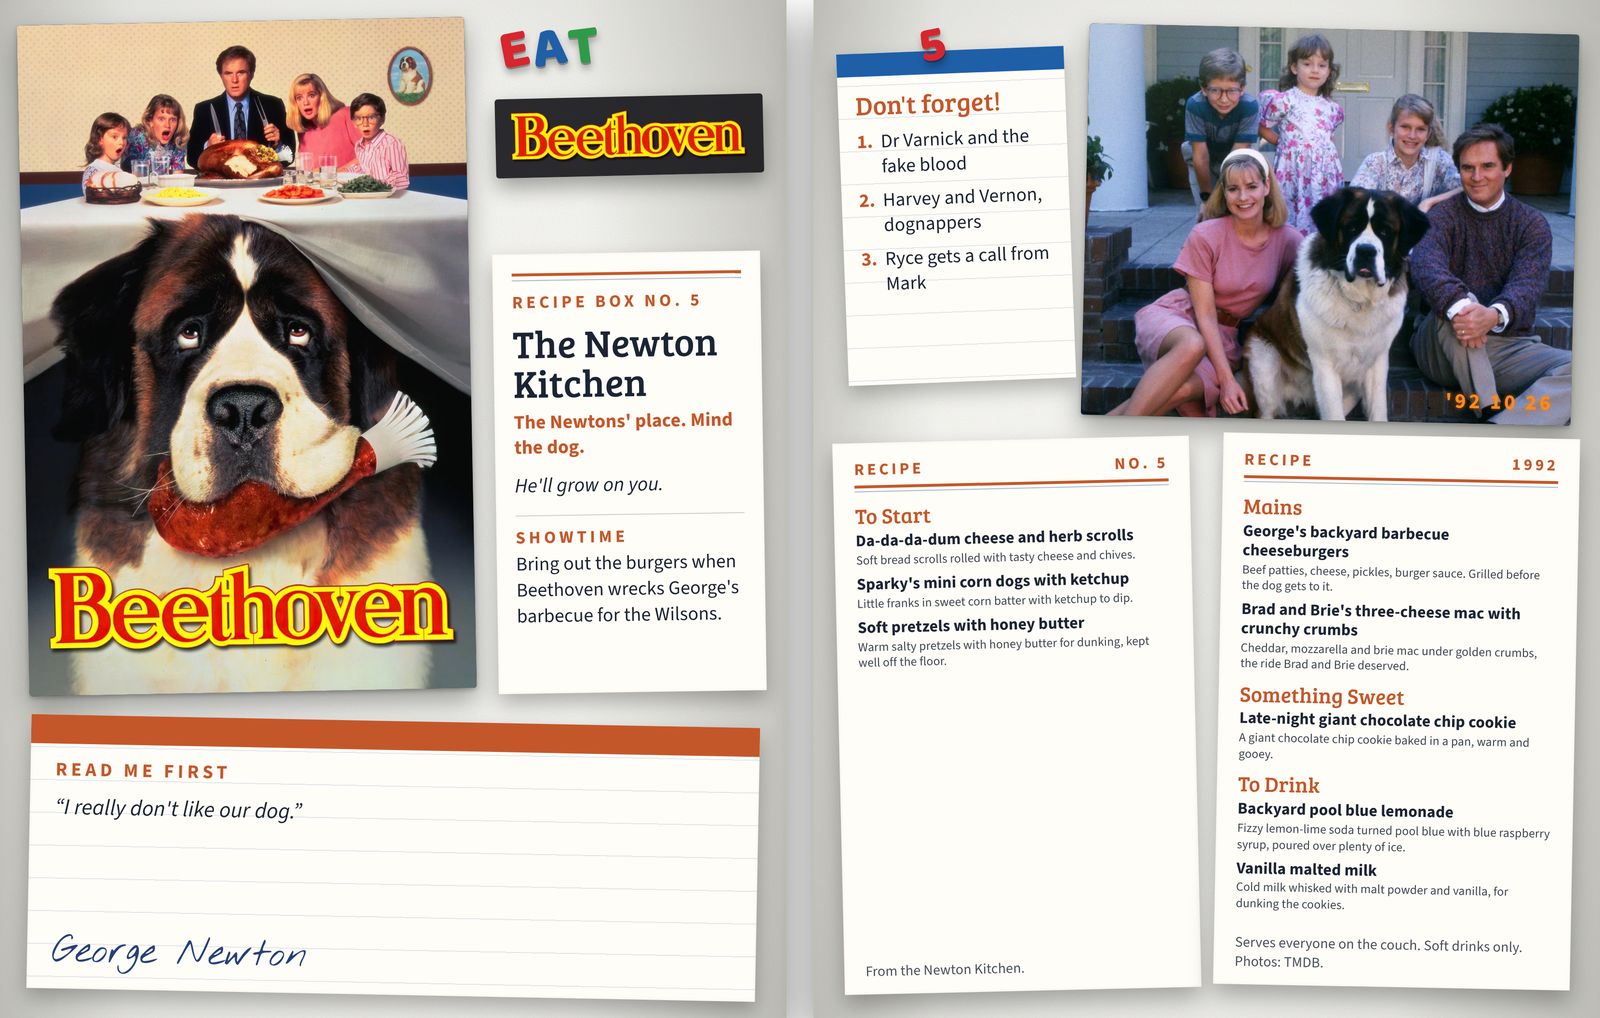 EAT
Beethoven
Beethoven
RECIPE BOX NO. 5
The Newton
Kitchen
The Newtons' place. Mind
the dog.
He'll grow on you.
SHOWTIME
Bring out the burgers when
Beethoven wrecks George's
barbecue for the Wilsons.
READ ME FIRST
“I really don't like our dog.”
George Newton
5
Don't forget!
1. Dr Varnick and the
fake blood
2. Harvey and Vernon,
dognappers
3. Ryce gets a call from
Mark
'92 10 26
RECIPE NO. 5
To Start
Da-da-da-dum cheese and herb scrolls
Soft bread scrolls rolled with tasty cheese and chives.
Sparky's mini corn dogs with ketchup
Little franks in sweet corn batter with ketchup to dip.
Soft pretzels with honey butter
Warm salty pretzels with honey butter for dunking, kept
well off the floor.
From the Newton Kitchen.
RECIPE 1992
Mains
George's backyard barbecue
cheeseburgers
Beef patties, cheese, pickles, burger sauce. Grilled before
the dog gets to it.
Brad and Brie's three-cheese mac with
crunchy crumbs
Cheddar, mozzarella and brie mac under golden crumbs,
the ride Brad and Brie deserved.
Something Sweet
Late-night giant chocolate chip cookie
A giant chocolate chip cookie baked in a pan, warm and
gooey.
To Drink
Backyard pool blue lemonade
Fizzy lemon-lime soda turned pool blue with blue raspberry
syrup, poured over plenty of ice.
Vanilla malted milk
Cold milk whisked with malt powder and vanilla, for
dunking the cookies.
Serves everyone on the couch. Soft drinks only.
Photos: TMDB.